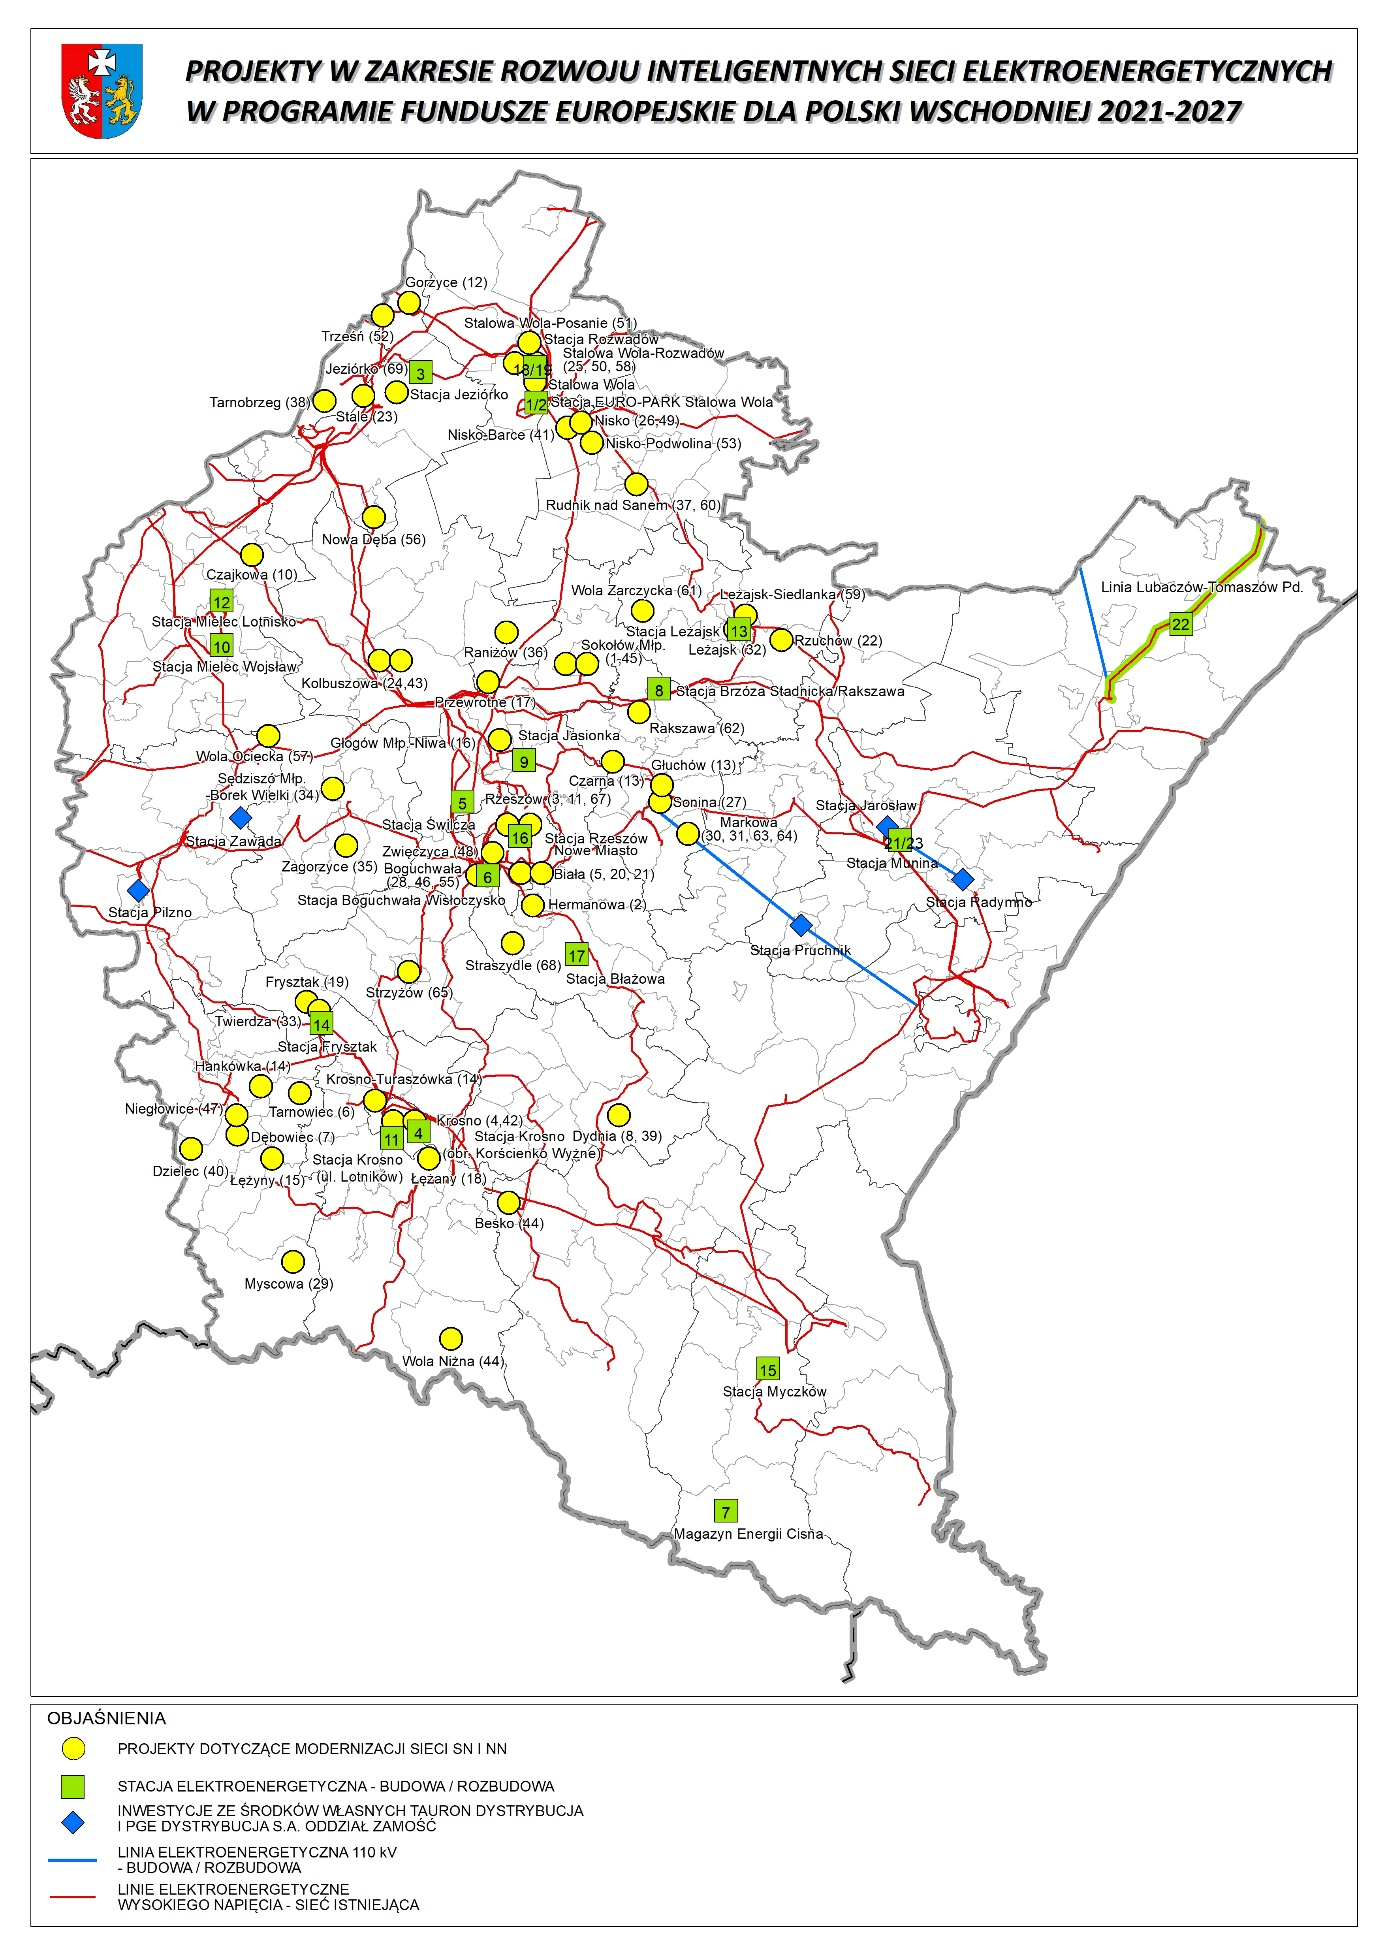 PROJEKTY W ZAKRESIE ROZWOJU INTELIGENTNYCH SIECI ELEKTROENERGETYCZNYCH
W PROGRAMIE FUNDUSZE EUROPEJSKIE DLA POLSKI WSCHODNIEJ 2021-2027
Gorzyce (12)
Trześń (52)
Stalowa Wola-Posanie (51)
Stacja Rozwadów
Stalowa Wola-Rozwadów
(25, 50, 58)
18/19
Jeziórko (69)
3
Stacja Jeziórko
Stalowa Wola
Tarnobrzeg (38)
Stale (23)
1/2
Stacja EURO-PARK Stalowa Wola
Nisko (26,49)
Nisko-Barce (41)
Nisko-Podwolina (53)
Rudnik nad Sanem (37, 60)
Nowa Dęba (56)
Czajkowa (10)
12
Stacja Mielec Lotnisko
10
Stacja Mielec Wojsław
Linia Lubaczów-Tomaszów Pd.
22
Wola Zarczycka (61)
Leżajsk-Siedlanka (59)
Stacja Leżajsk
13
Leżajsk (32)
Rzuchów (22)
Raniżów (36)
Sokołów Młp.
(1,45)
Kolbuszowa (24,43)
Przewrotne (17)
8
Stacja Brzóza Stadnicka/Rakszawa
Rakszawa (62)
Wola Ociecka (57)
Głogów Młp.-Niwa (16)
Stacja Jasionka
9
Głuchów (13)
Czarna (13)
Sędziszó Młp.
-Borek Wielki (34)
5
Rzeszów (3, 11, 67)
Sonina (27)
Stacja Zawada
Stacja Świlcza
16
Stacja Rzeszów
Nowe Miasto
Markowa
(30, 31, 63, 64)
Stacja Jarosław
21/23
Stacja Munina
Zagorzyce (35)
Zwięczyca (48)
Boguchwała
(28, 46, 55)
6
Biała (5, 20, 21)
Stacja Boguchwała Wisłoczysko
Hermanowa (2)
Stacja Pilzno
Stacja Radymno
Stacja Pruchnik
Straszydle (68)
17
Stacja Błażowa
Frysztak (19)
Strzyżów (65)
Twierdza (33)
14
Stacja Frysztak
Hankówka (14)
Krosno-Turaszówka (14)
Niegłowice (47)
Tarnowiec (6)
Krosno (4,42)
Dębowiec (7)
11
4
Stacja Krosno
(obr. Korścienko Wyżne)
Dydnia (8, 39)
Dzielec (40)
Łężyny (15)
Stacja Krosno
(ul. Lotników)
Łężany (18)
Besko (44)
Myscowa (29)
Wola Niżna (44)
15
Stacja Myczków
7
Magazyn Energii Cisna
OBJAŚNIENIA
PROJEKTY DOTYCZĄCE MODERNIZACJI SIECI SN I NN
STACJA ELEKTROENERGETYCZNA - BUDOWA / ROZBUDOWA
INWESTYCJE ZE ŚRODKÓW WŁASNYCH TAURON DYSTRYBUCJA
I PGE DYSTRYBUCJA S.A. ODDZIAŁ ZAMOŚĆ
LINIA ELEKTROENERGETYCZNA 110 kV
- BUDOWA / ROZBUDOWA
LINIE ELEKTROENERGETYCZNE
WYSOKIEGO NAPIĘCIA - SIEĆ ISTNIEJĄCA